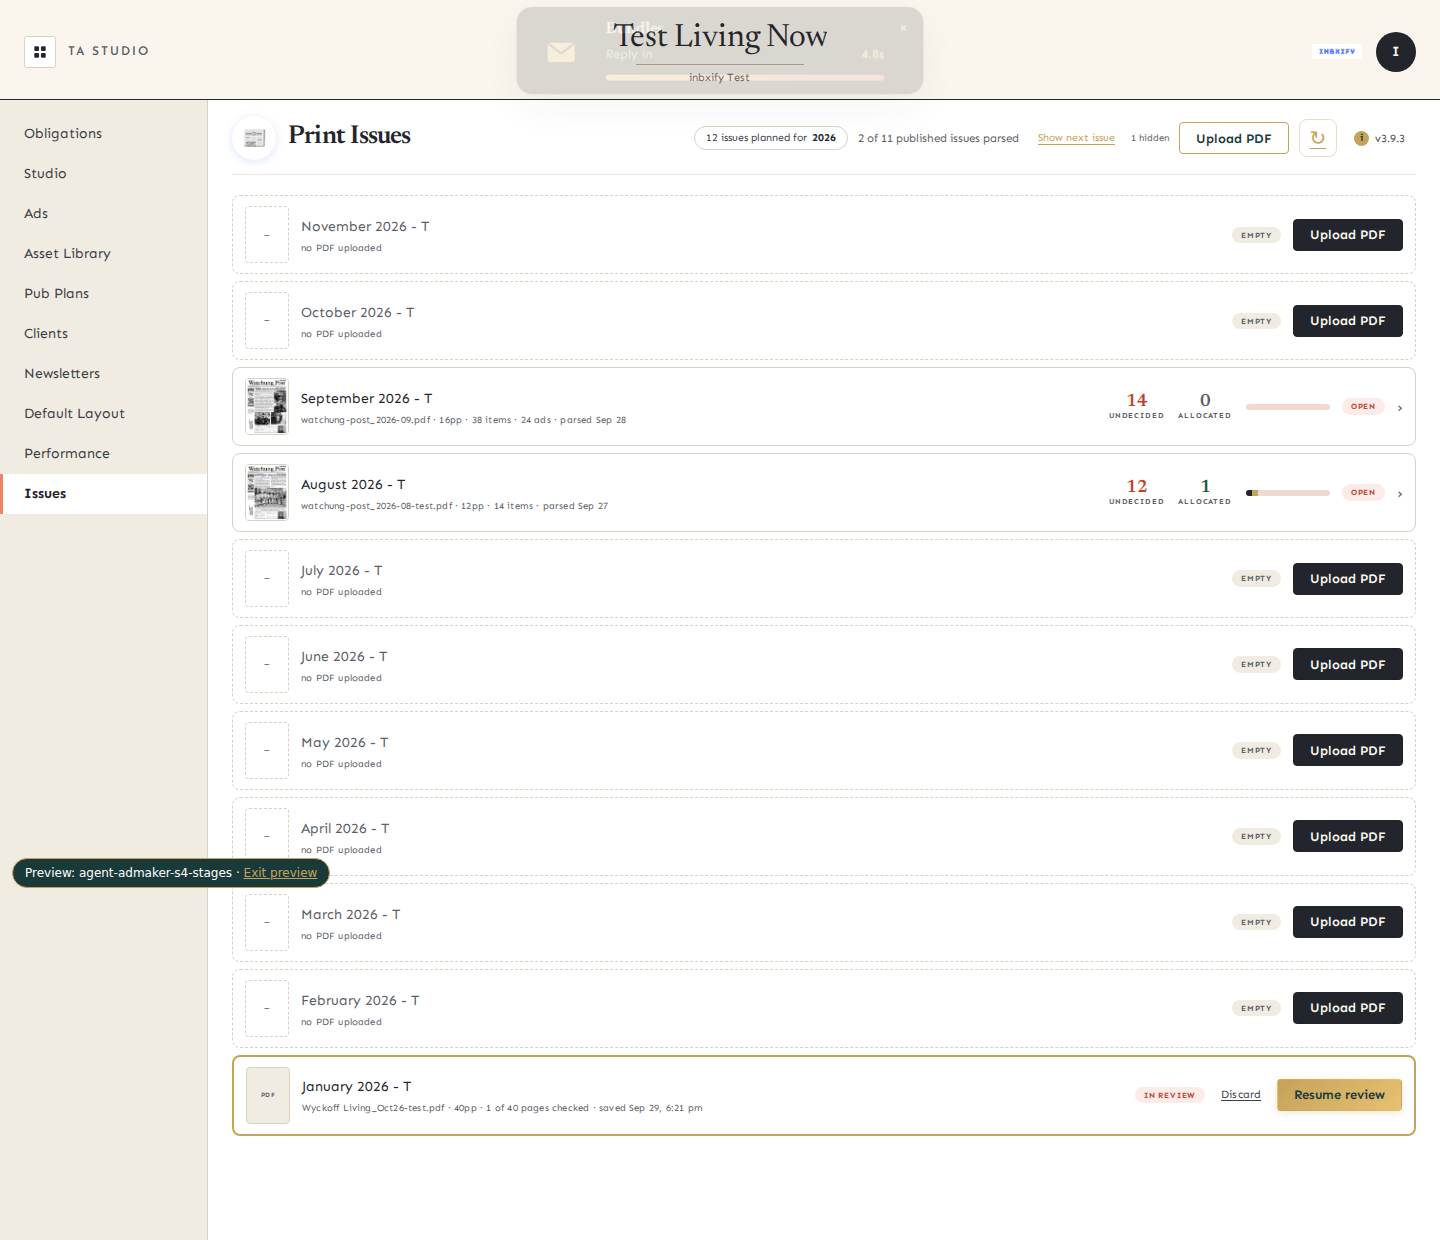 TA STUDIO
Test Living Now
Reply in
4.8s
inbxify Test
INBXIFY
I
Obligations
Studio
Ads
Asset Library
Pub Plans
Clients
Newsletters
Default Layout
Performance
Issues
Print Issues
12 issues planned for 2026
2 of 11 published issues parsed
Show next issue
1 hidden
Upload PDF
v3.9.3
November 2026 - T
no PDF uploaded
EMPTY
Upload PDF
October 2026 - T
no PDF uploaded
EMPTY
Upload PDF
Watchung Post
September 2026 - T
watchung-post_2026-09.pdf · 16pp · 38 items · 24 ads · parsed Sep 28
14
UNDECIDED
0
ALLOCATED
OPEN
Watchung Post
August 2026 - T
watchung-post_2026-08-test.pdf · 12pp · 14 items · parsed Sep 27
12
UNDECIDED
1
ALLOCATED
OPEN
July 2026 - T
no PDF uploaded
EMPTY
Upload PDF
June 2026 - T
no PDF uploaded
EMPTY
Upload PDF
May 2026 - T
no PDF uploaded
EMPTY
Upload PDF
April 2026 - T
no PDF uploaded
EMPTY
Upload PDF
Preview: agent-admaker-s4-stages · Exit preview
March 2026 - T
no PDF uploaded
EMPTY
Upload PDF
February 2026 - T
no PDF uploaded
EMPTY
Upload PDF
PDF
January 2026 - T
Wyckoff Living_Oct26-test.pdf · 40pp · 1 of 40 pages checked · saved Sep 29, 6:21 pm
IN REVIEW
Discard
Resume review